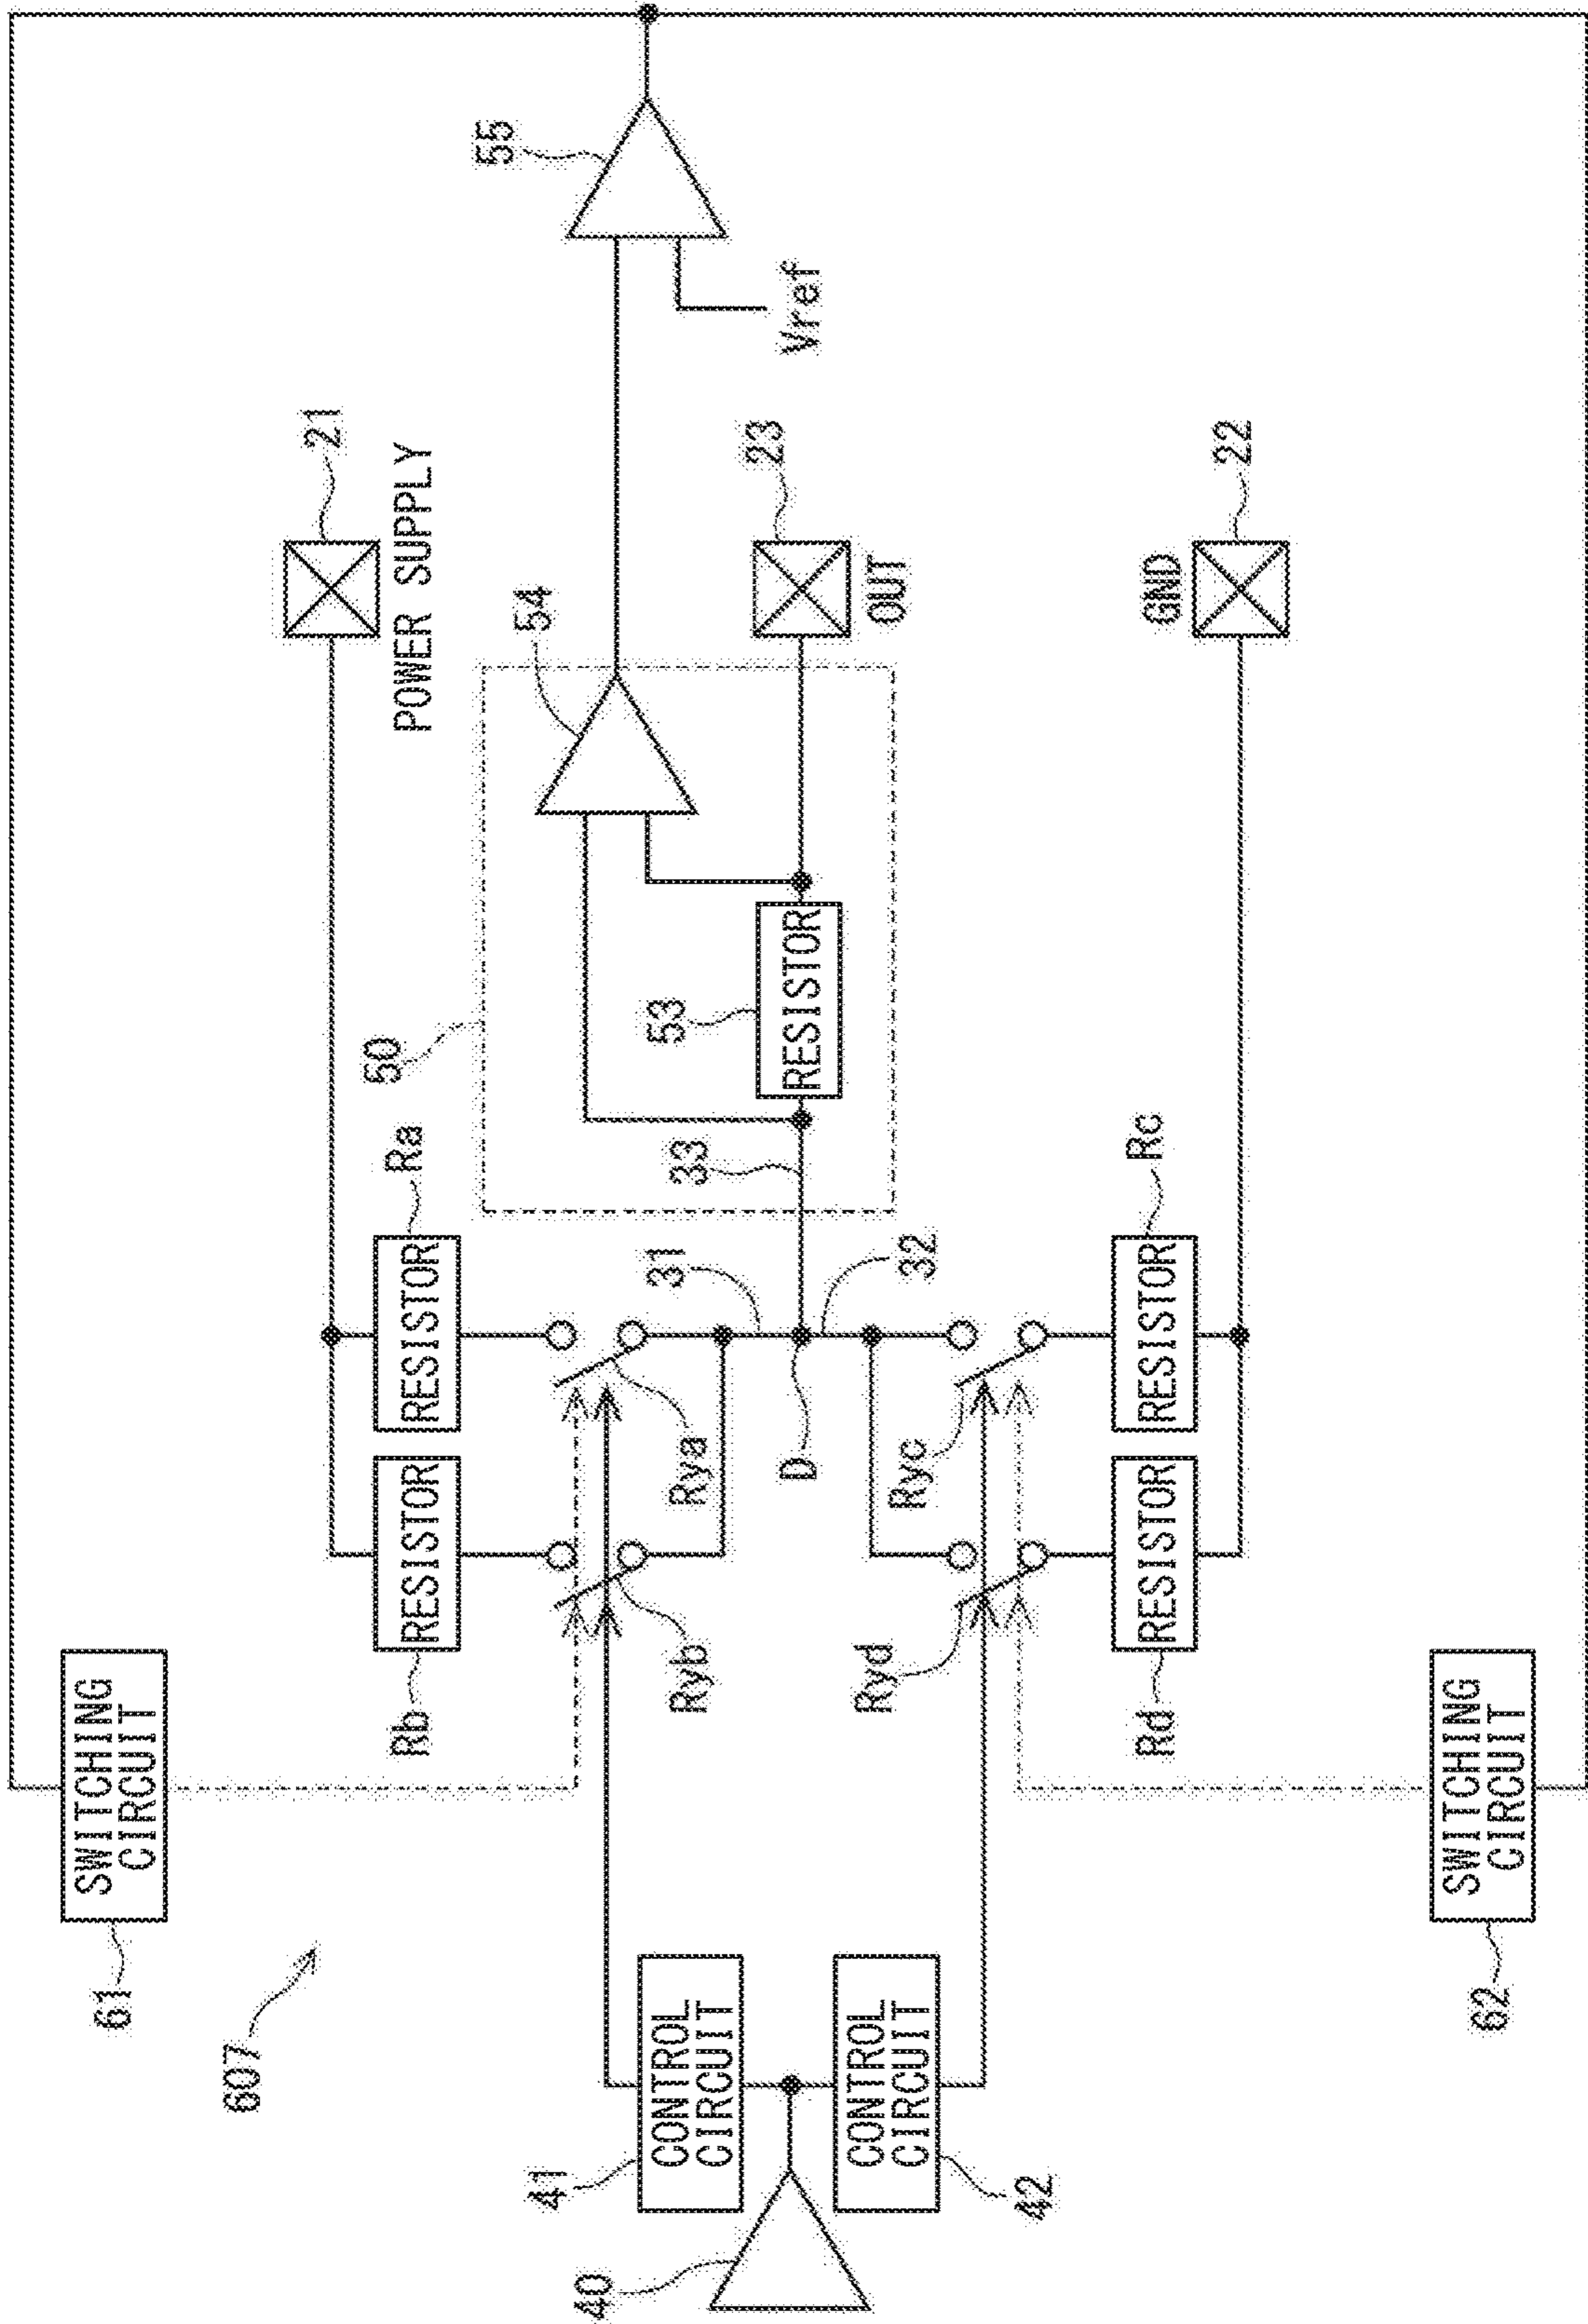 607
61
SWITCHING
CIRCUIT
Rb
RESISTOR
Ra
RESISTOR
21
POWER SUPPLY
40
41
CONTROL
CIRCUIT
42
CONTROL
CIRCUIT
Ryb
Rya
Ryd
Ryc
D
31
32
33
50
53
RESISTOR
54
55
Vref
23
OUT
22
GND
Rd
RESISTOR
Rc
RESISTOR
62
SWITCHING
CIRCUIT